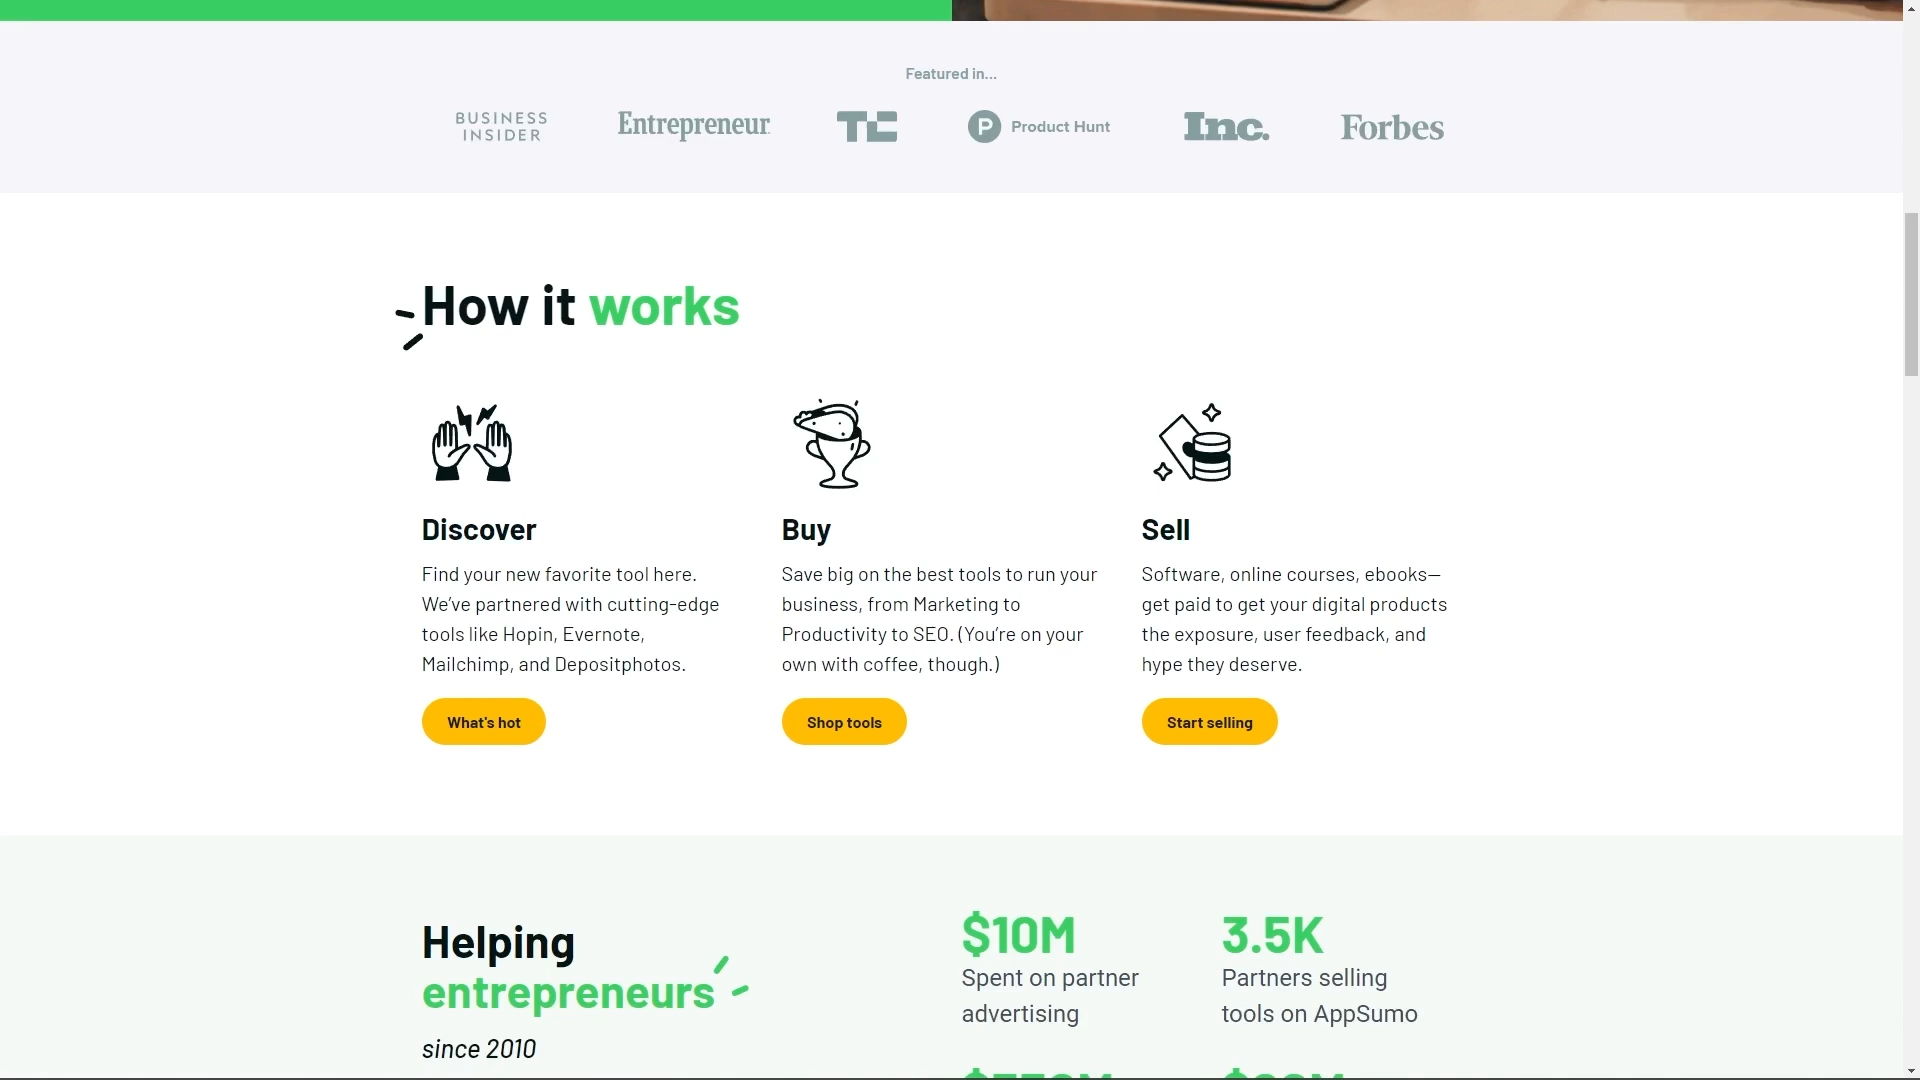 Featured in...
BUSINESS
INSIDER
Entrepreneur
TC
P Product Hunt
Inc.
Forbes
How it works
Discover
Find your new favorite tool here.
We've partnered with cutting-edge
tools like Hopin, Evernote,
Mailchimp, and Depositphotos.
What's hot
Buy
Save big on the best tools to run your
business, from Marketing to
Productivity to SEO. (You're on your
own with coffee, though.)
Shop tools
Sell
Software, online courses, ebooks—
get paid to get your digital products
the exposure, user feedback, and
hype they deserve.
Start selling
Helping
entrepreneurs
since 2010
$10M
Spent on partner
advertising
3.5K
Partners selling
tools on AppSumo